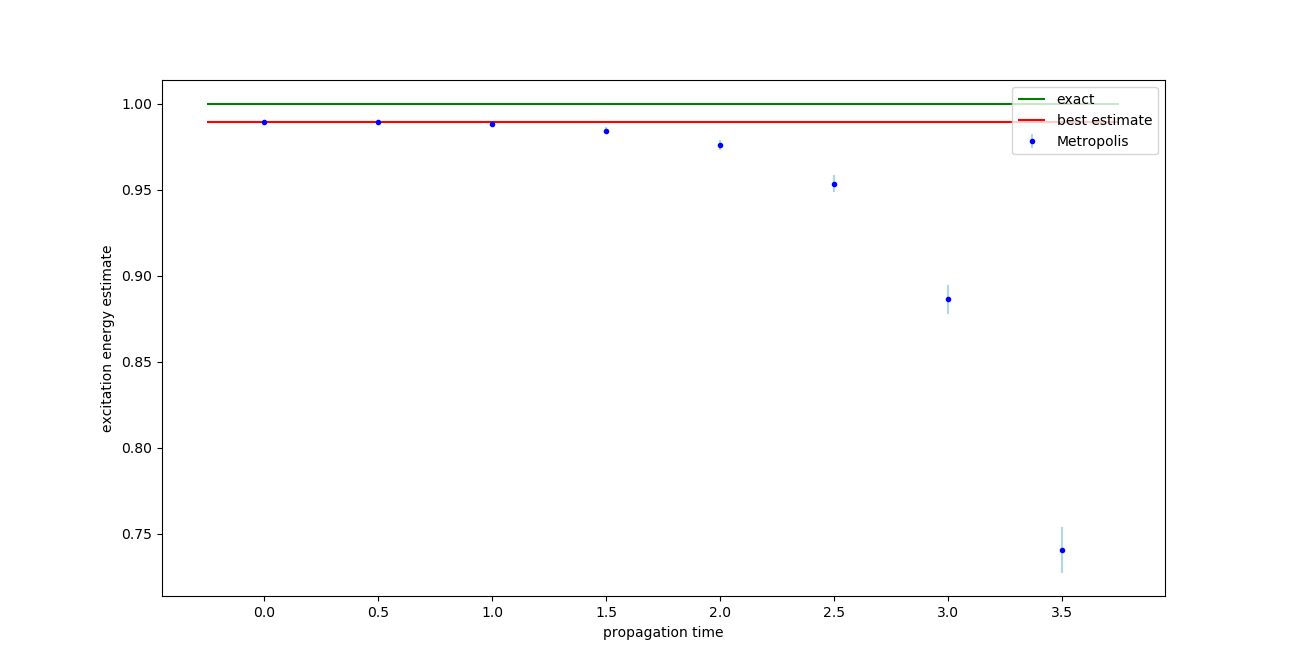 exact
best estimate
Metropolis
1.00
0.95
0.90
0.85
0.80
0.75
excitation energy estimate
0.0 0.5 1.0 1.5 2.0 2.5 3.0 3.5
propagation time